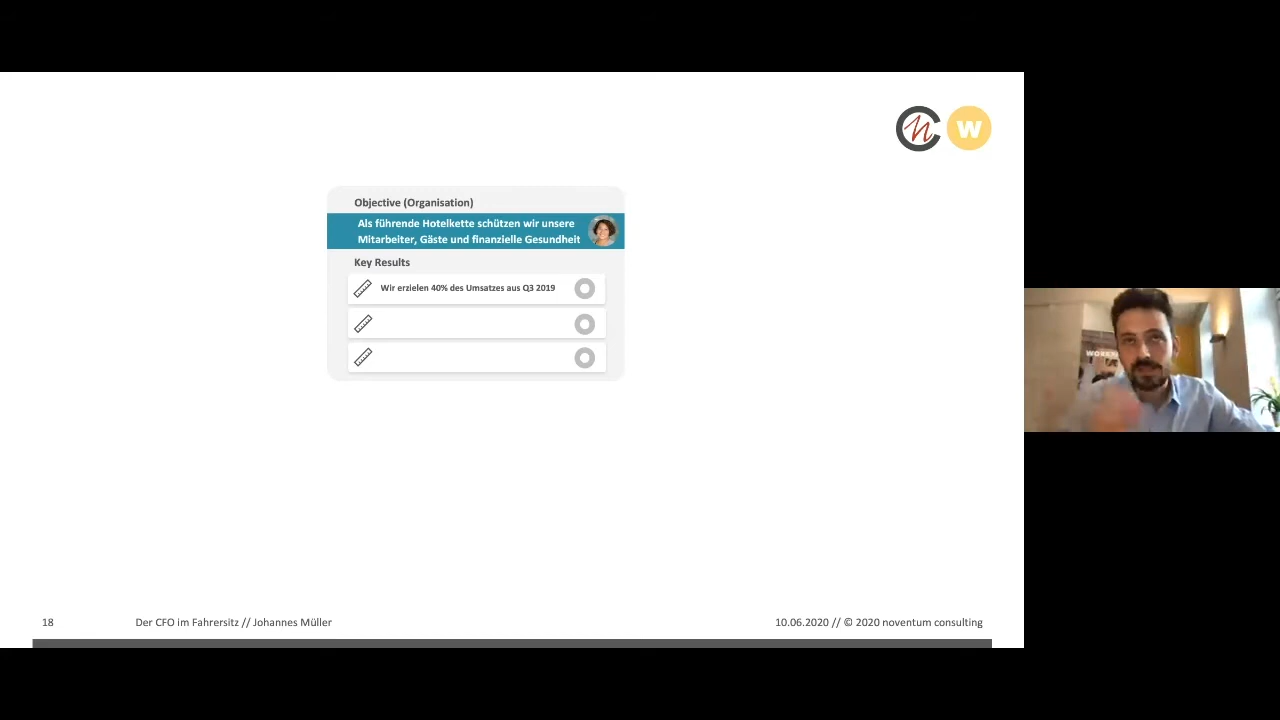 W
Objective (Organisation)
Als führende Hotelkette schützen wir unsere
Mitarbeiter, Gäste und finanzielle Gesundheit
Key Results
Wir erzielen 40% des Umsatzes aus Q3 2019
18
Der CFO im Fahrersitz // Johannes Müller
10.06.2020 // © 2020 noventum consulting